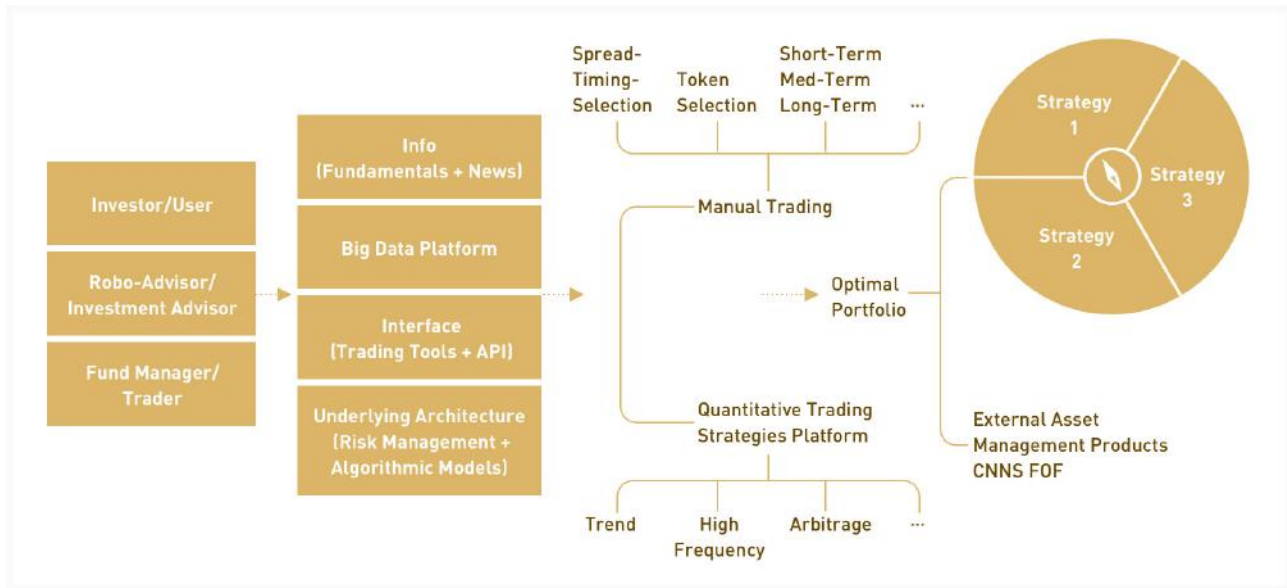 Investor/User
Robo-Advisor/
Investment Advisor
Fund Manager/
Trader
Info
(Fundamentals + News)
Big Data Platform
Interface
(Trading Tools + API)
Underlying Architecture
(Risk Management +
Algorithmic Models)
Spread-
Timing-
Selection
Token
Selection
Short-Term
Med-Term
Long-Term
...
Manual Trading
Quantitative Trading
Strategies Platform
Trend
High
Frequency
Arbitrage
...
Optimal
Portfolio
Strategy
1
Strategy
2
Strategy
3
External Asset
Management Products
CNNS FOF